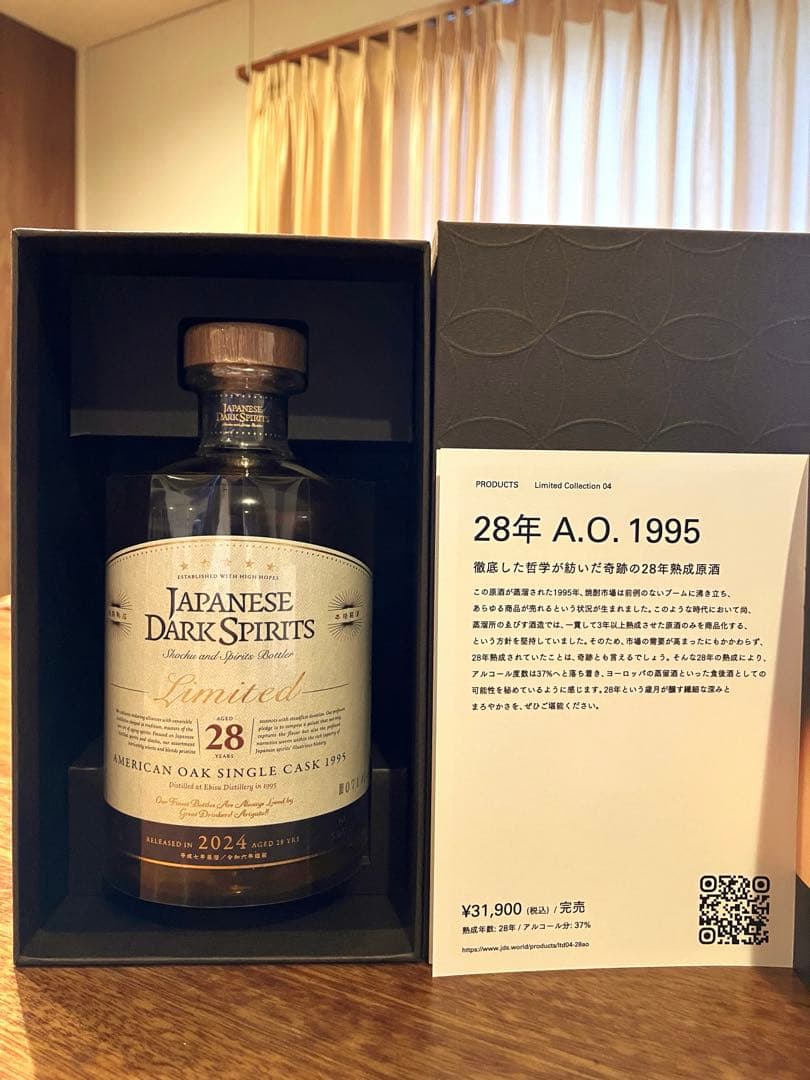 JAPANESE
DARK SPIRITS
Shochu and Spirits Bottler
ESTABLISHED WITH HIGH HOPES
JAPANESE
DARK SPIRITS
Shochu and Spirits Bottler
Limited
AGED
28
YEARS
AMERICAN OAK SINGLE CASK 1995
Distilled at Ebisu Distillery in 1995
Our Finest Bottles Are Always Loved by
Great Drinkers! Arigato!!
RELEASED IN 2024 AGED 28 YRS
PRODUCTS Limited Collection 04
28年 A.O. 1995
徹底した哲学が紡いだ奇跡の28年熟成原酒
この原酒が蒸溜された1995年、焼酎市場は前例のないブームに沸き立ち、
あらゆる商品が売れるという状況が生まれました。このような時代において尚、
蒸溜所のゑびす酒造では、一貫して3年以上熟成させた原酒のみを商品化する、
という方針を堅持していました。そのため、市場の需要が高まったにもかかわらず、
28年熟成されていたことは、奇跡とも言えるでしょう。そんな28年の熟成により、
アルコール度数は37%へと落ち着き、ヨーロッパの蒸留酒といった食後酒としての
可能性を秘めているように感じます。28年という歳月が醸す繊細な深みと
まろやかさを、ぜひご堪能ください。
¥31,900 (税込) / 完売
熟成年数: 28年 / アルコール分: 37%
https://www.jds.world/products/ltd04-28ao